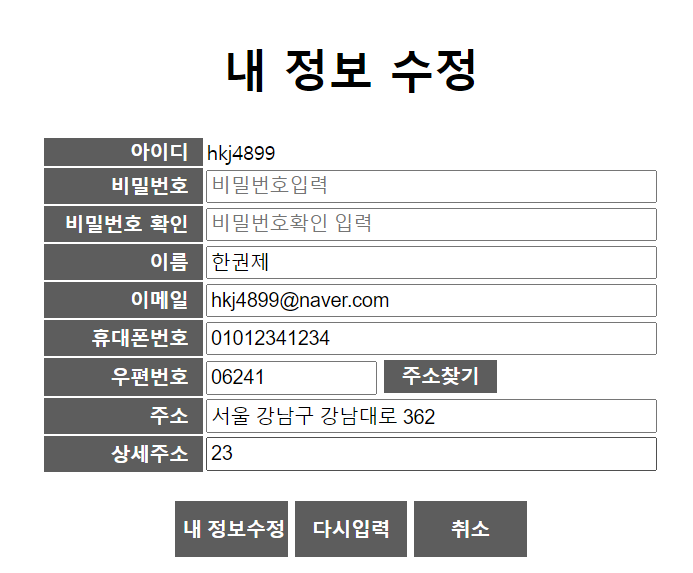 내 정보 수정
아이디 hkj4899
비밀번호 비밀번호입력
비밀번호 확인 비밀번호확인 입력
이름 한권제
이메일 hkj4899@naver.com
휴대폰번호 01012341234
우편번호 06241 주소찾기
주소 서울 강남구 강남대로 362
상세주소 23
내 정보수정 다시입력 취소